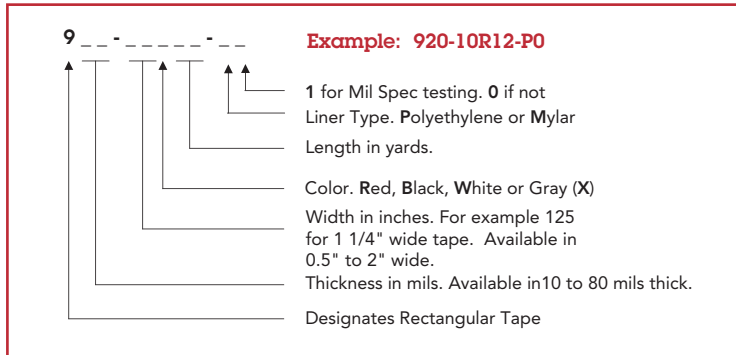 9 _ _ - _ _ _ _ _ - _ _
Example: 920-10R12-P0
1 for Mil Spec testing. 0 if not
Liner Type. Polyethylene or Mylar
Length in yards.
Color. Red, Black, White or Gray (X)
Width in inches. For example 125
for 1 1/4" wide tape. Available in
0.5" to 2" wide.
Thickness in mils. Available in10 to 80 mils thick.
Designates Rectangular Tape